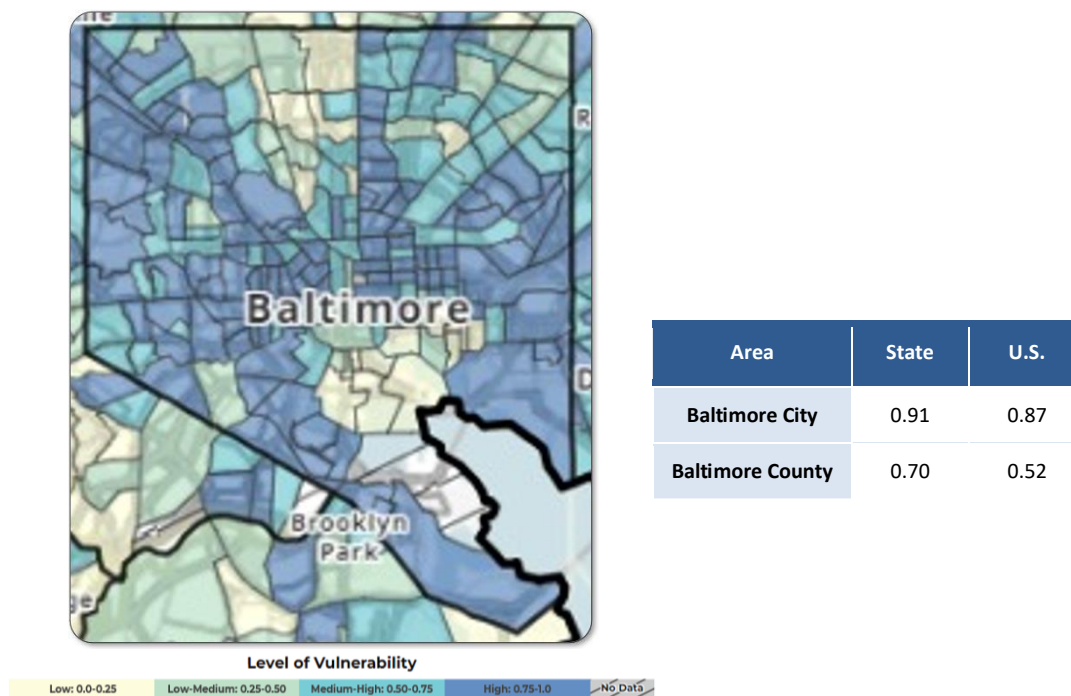 Baltimore
Brooklyn
Park
Level of Vulnerability
Low: 0.0-0.25 Low-Medium: 0.25-0.50 Medium-High: 0.50-0.75 High: 0.75-1.0 No Data
Area State U.S.
Baltimore City 0.91 0.87
Baltimore County 0.70 0.52